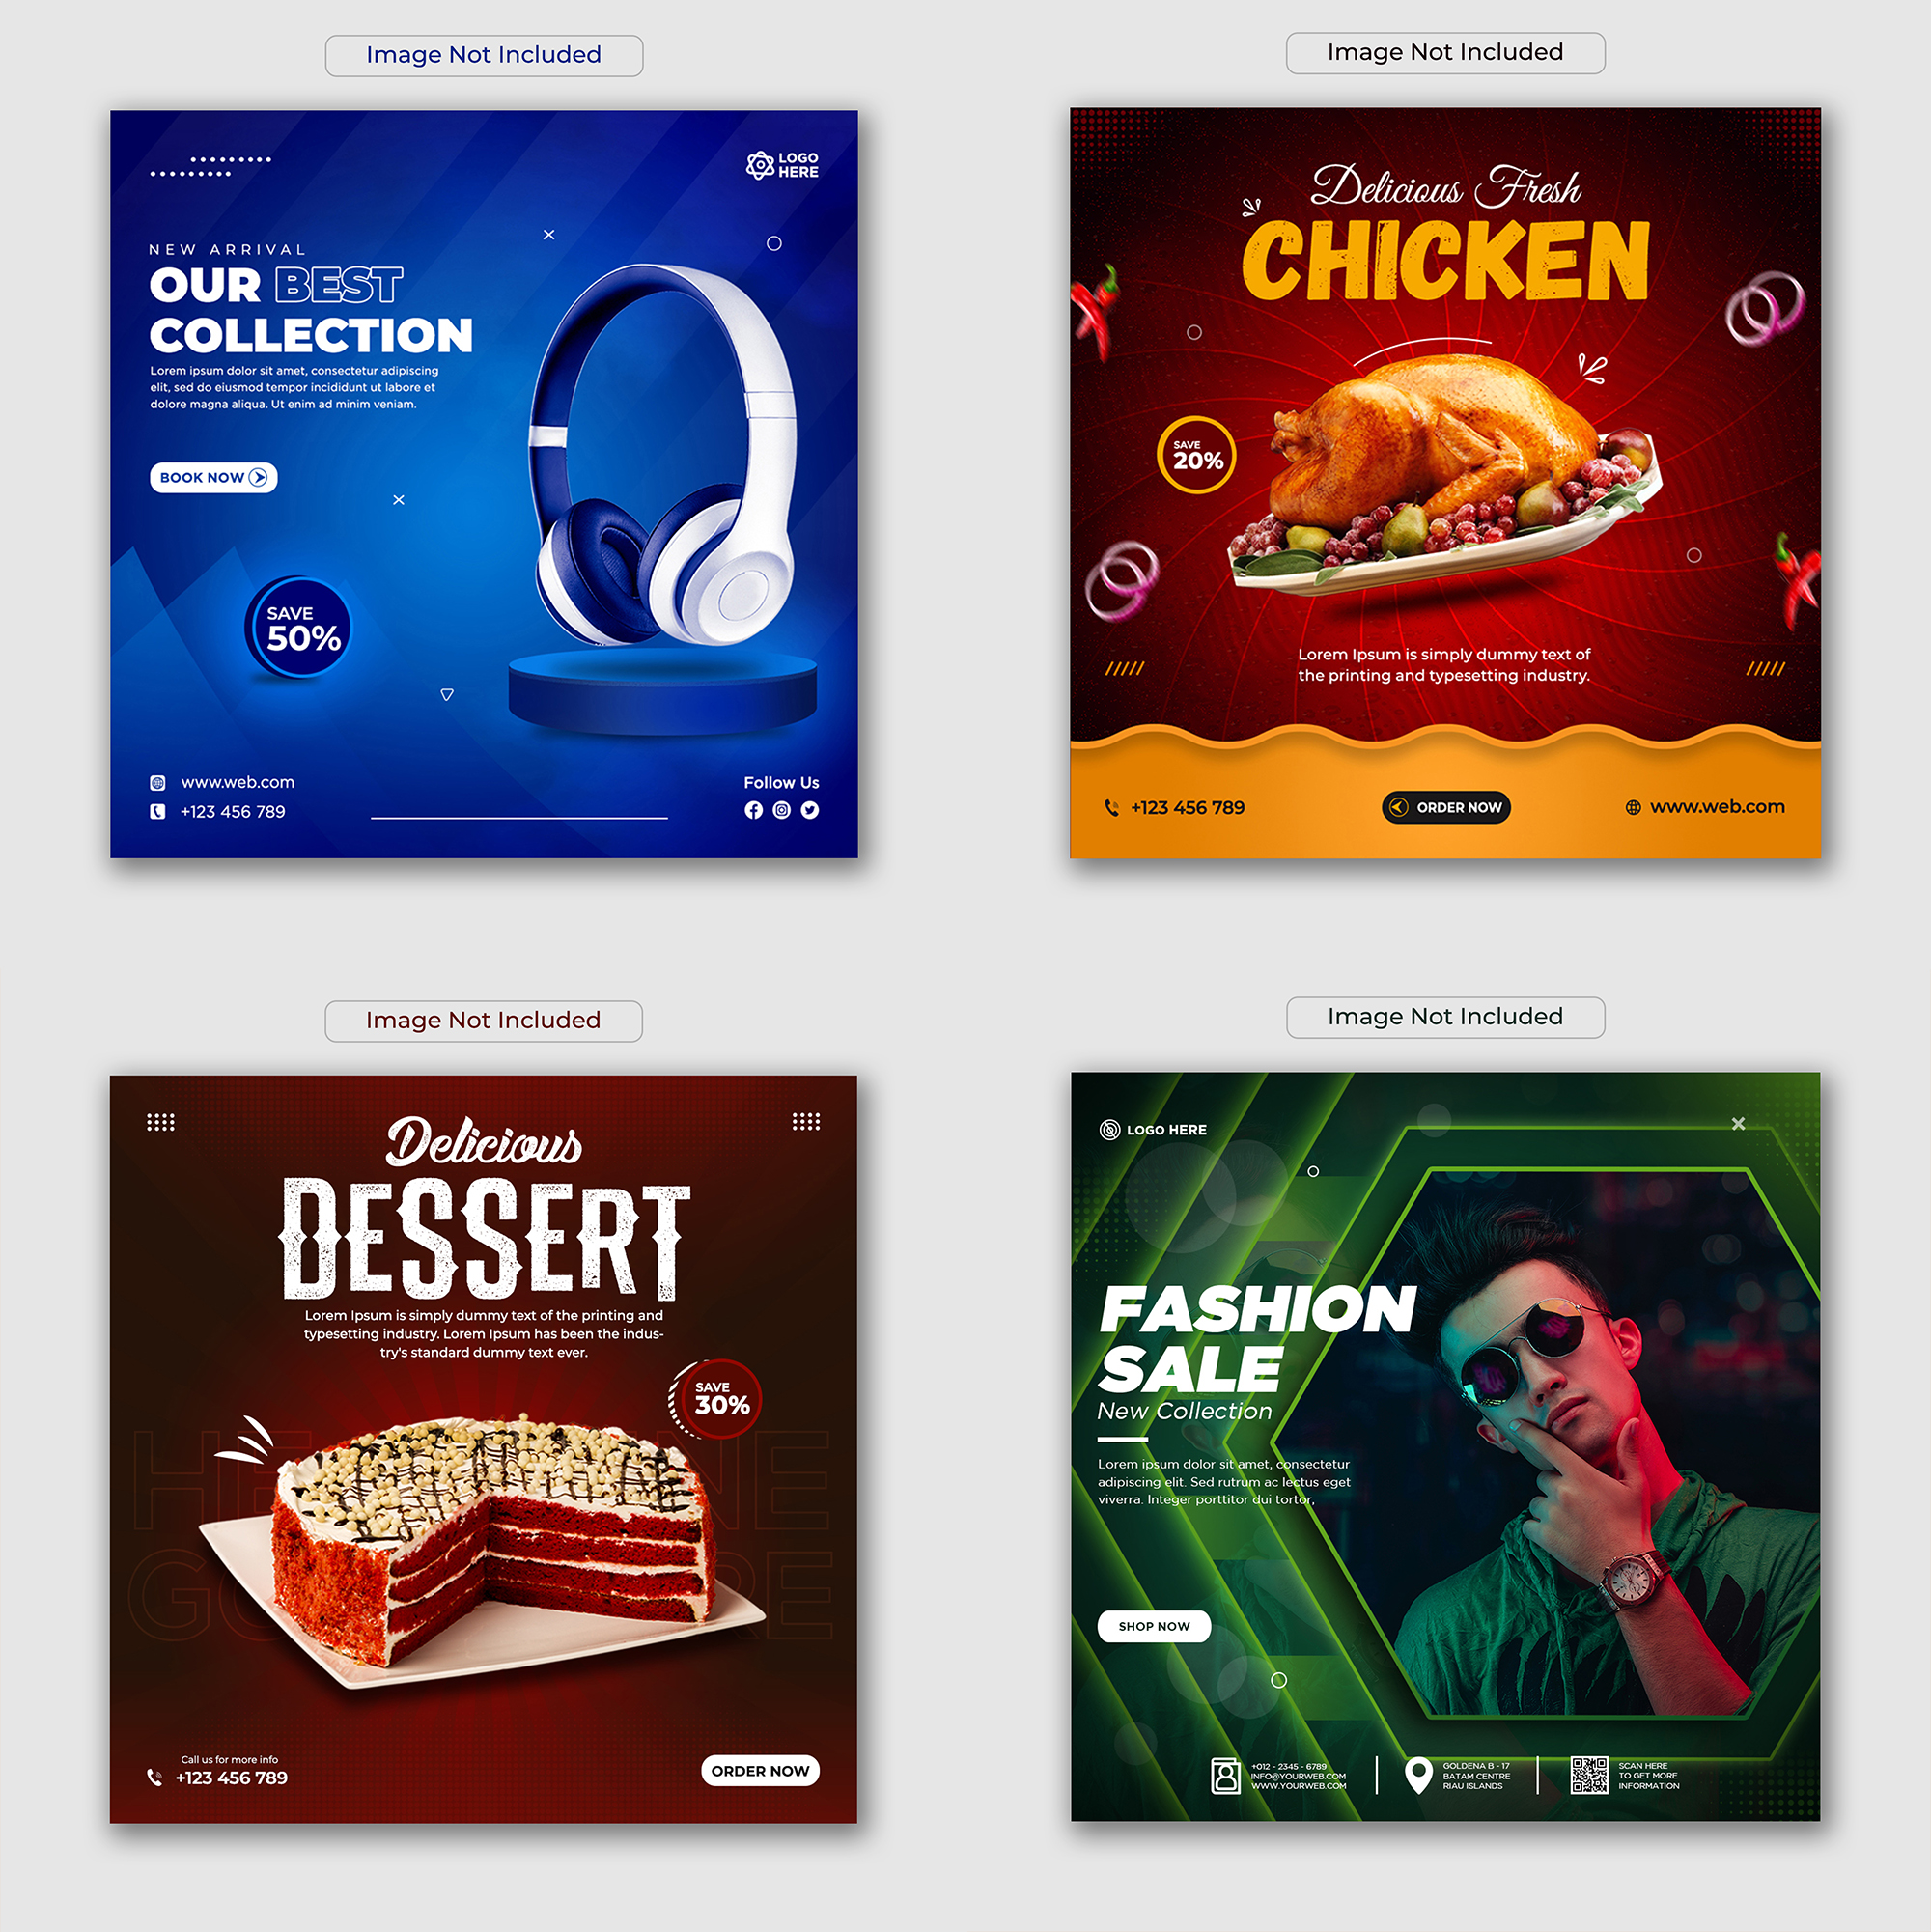 Image Not Included
LOGO
HERE
NEW ARRIVAL
OUR BEST
COLLECTION
Lorem ipsum dolor sit amet, consectetur adipiscing
elit, sed do eiusmod tempor incididunt ut labore et
dolore magna aliqua. Ut enim ad minim veniam.
BOOK NOW
SAVE
50%
www.web.com
+123 456 789
Follow Us
Image Not Included
Delicious Fresh
CHICKEN
SAVE
20%
Lorem Ipsum is simply dummy text of
the printing and typesetting industry.
+123 456 789
ORDER NOW
www.web.com
Image Not Included
Delicious
DESSERT
Lorem Ipsum is simply dummy text of the printing and
typesetting industry. Lorem Ipsum has been the indus-
try's standard dummy text ever.
SAVE
30%
Call us for more info
+123 456 789
ORDER NOW
Image Not Included
LOGO HERE
FASHION
SALE
New Collection
Lorem ipsum dolor sit amet, consectetur
adipiscing elit. Sed rutrum ac lectus eget
viverra. Integer porttitor dui tortor,
SHOP NOW
+012 - 2345 - 6789
INFO@YOURWEB.COM
WWW.YOURWEB.COM
GOLDENA B - 17
BATAM CENTRE
RIAU ISLANDS
SCAN HERE
TO GET MORE
INFORMATION